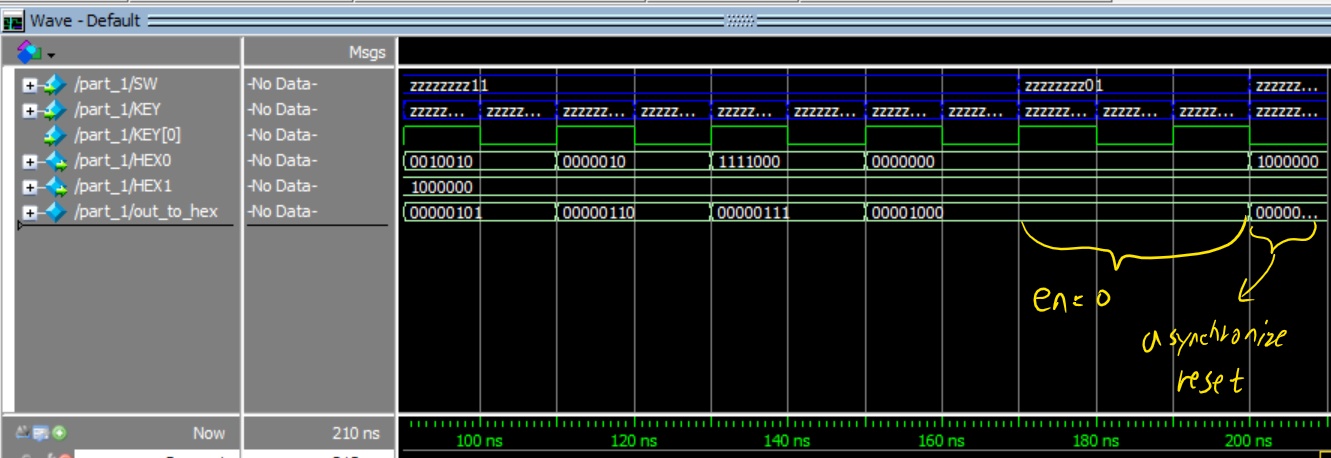 Wave - Default
Msgs
/part_1/SW -No Data- zzzzzzzz11 zzzzzzzz01 zzzzzz...
/part_1/KEY -No Data- zzzzz... zzzzz... zzzzzz... zzzzz... zzzzz... zzzzzz... zzzzz... zzzzz... zzzzzz... zzzzz... zzzzz... zzzzzz...
/part_1/KEY[0] -No Data-
/part_1/HEX0 -No Data- 0010010 0000010 1111000 0000000 1000000
/part_1/HEX1 -No Data- 1000000
/part_1/out_to_hex -No Data- 00000101 00000110 00000111 00001000 00000...
en=0
asynchronize
reset
Now 210 ns
100 ns 120 ns 140 ns 160 ns 180 ns 200 ns